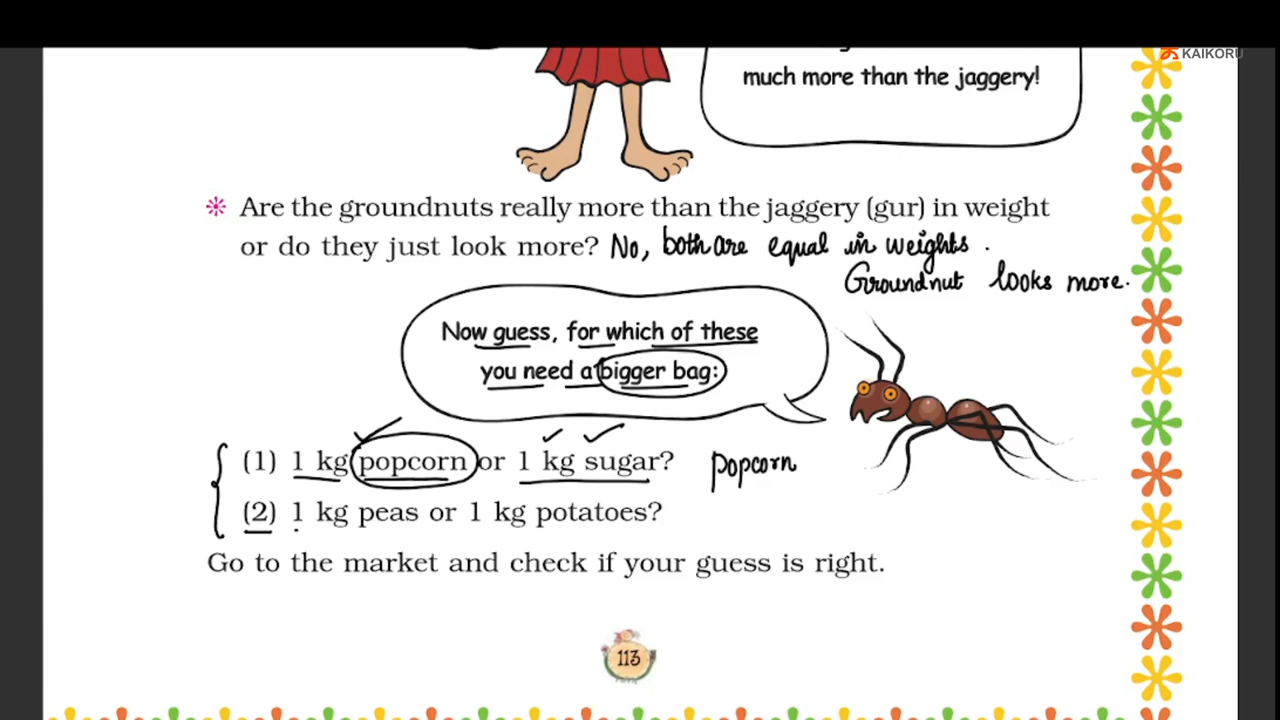 KAIKORU
much more than the jaggery!
Are the groundnuts really more than the jaggery (gur) in weight
or do they just look more? No, both are equal in weights.
Groundnut looks more.
Now guess, for which of these
you need a bigger bag:
(1) 1 kg popcorn or 1 kg sugar? popcorn
(2) 1 kg peas or 1 kg potatoes?
Go to the market and check if your guess is right.
113